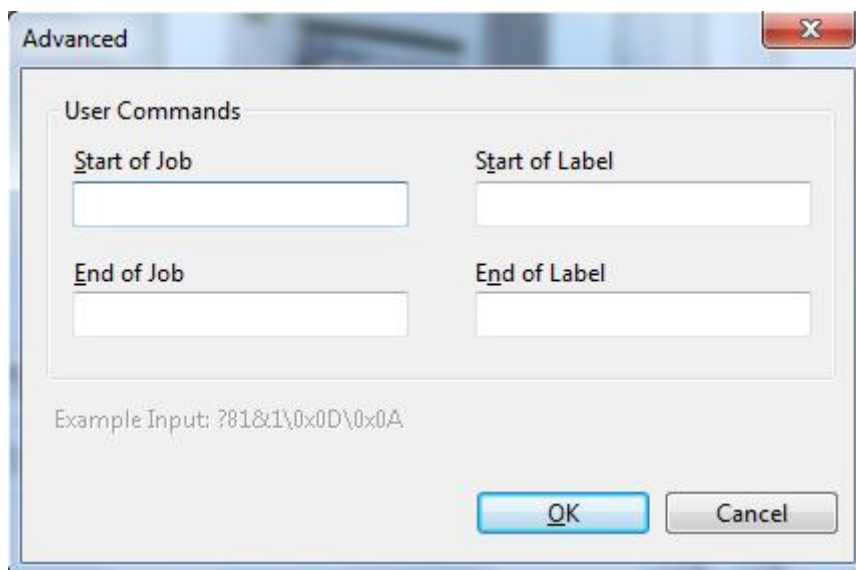 Advanced
User Commands
Start of Job
Start of Label
End of Job
End of Label
Example Input: ?81&1\0x0D\0x0A
OK
Cancel